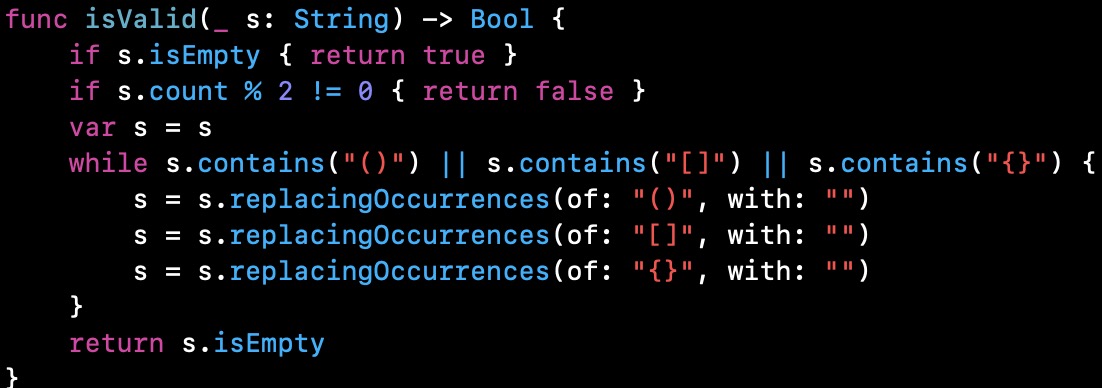 func isValid(_ s: String) -> Bool {
    if s.isEmpty { return true }
    if s.count % 2 != 0 { return false }
    var s = s
    while s.contains("()") || s.contains("[]") || s.contains("{}") {
        s = s.replacingOccurrences(of: "()", with: "")
        s = s.replacingOccurrences(of: "[]", with: "")
        s = s.replacingOccurrences(of: "{}", with: "")
    }
    return s.isEmpty
}